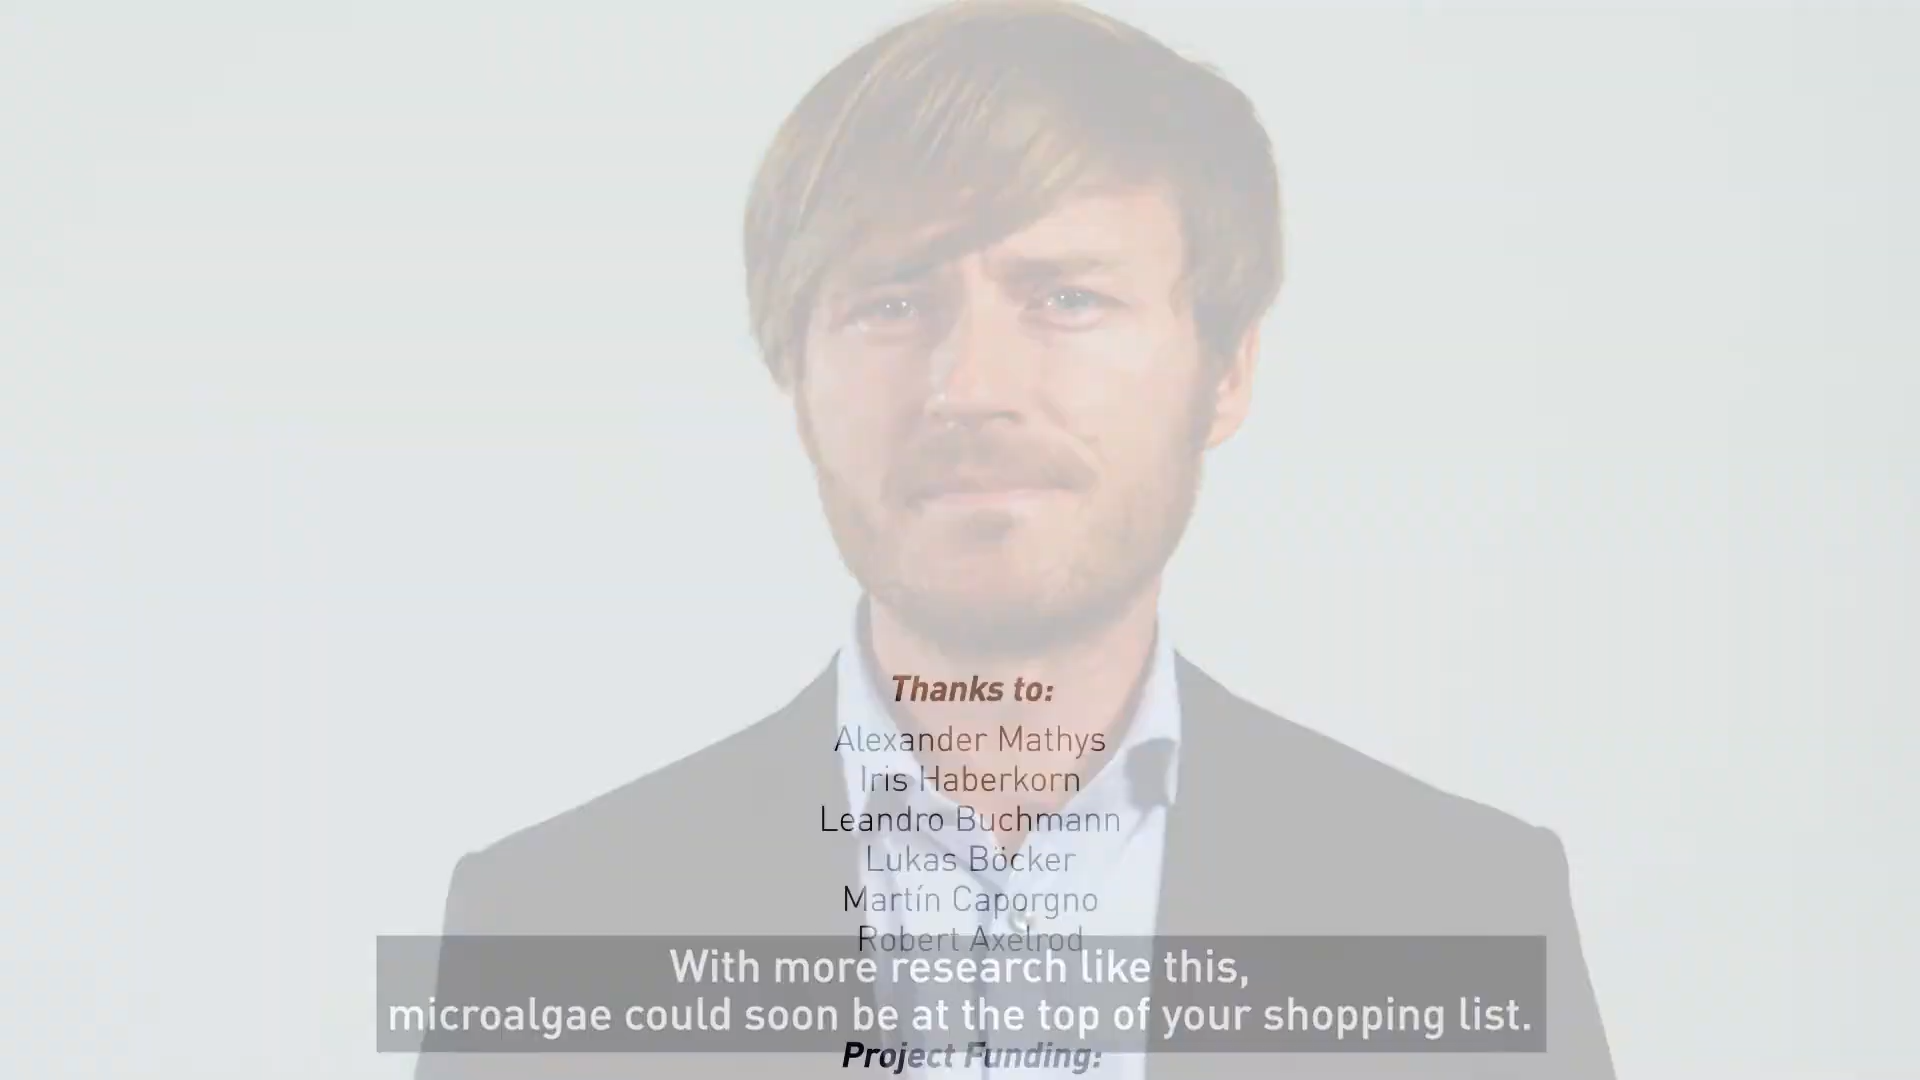 Thanks to:
Alexander Mathys
Iris Haberkorn
Leandro Buchmann
Lukas Böcker
Martín Caporgno
Robert Axelrod
With more research like this,
microalgae could soon be at the top of your shopping list.
Project Funding: